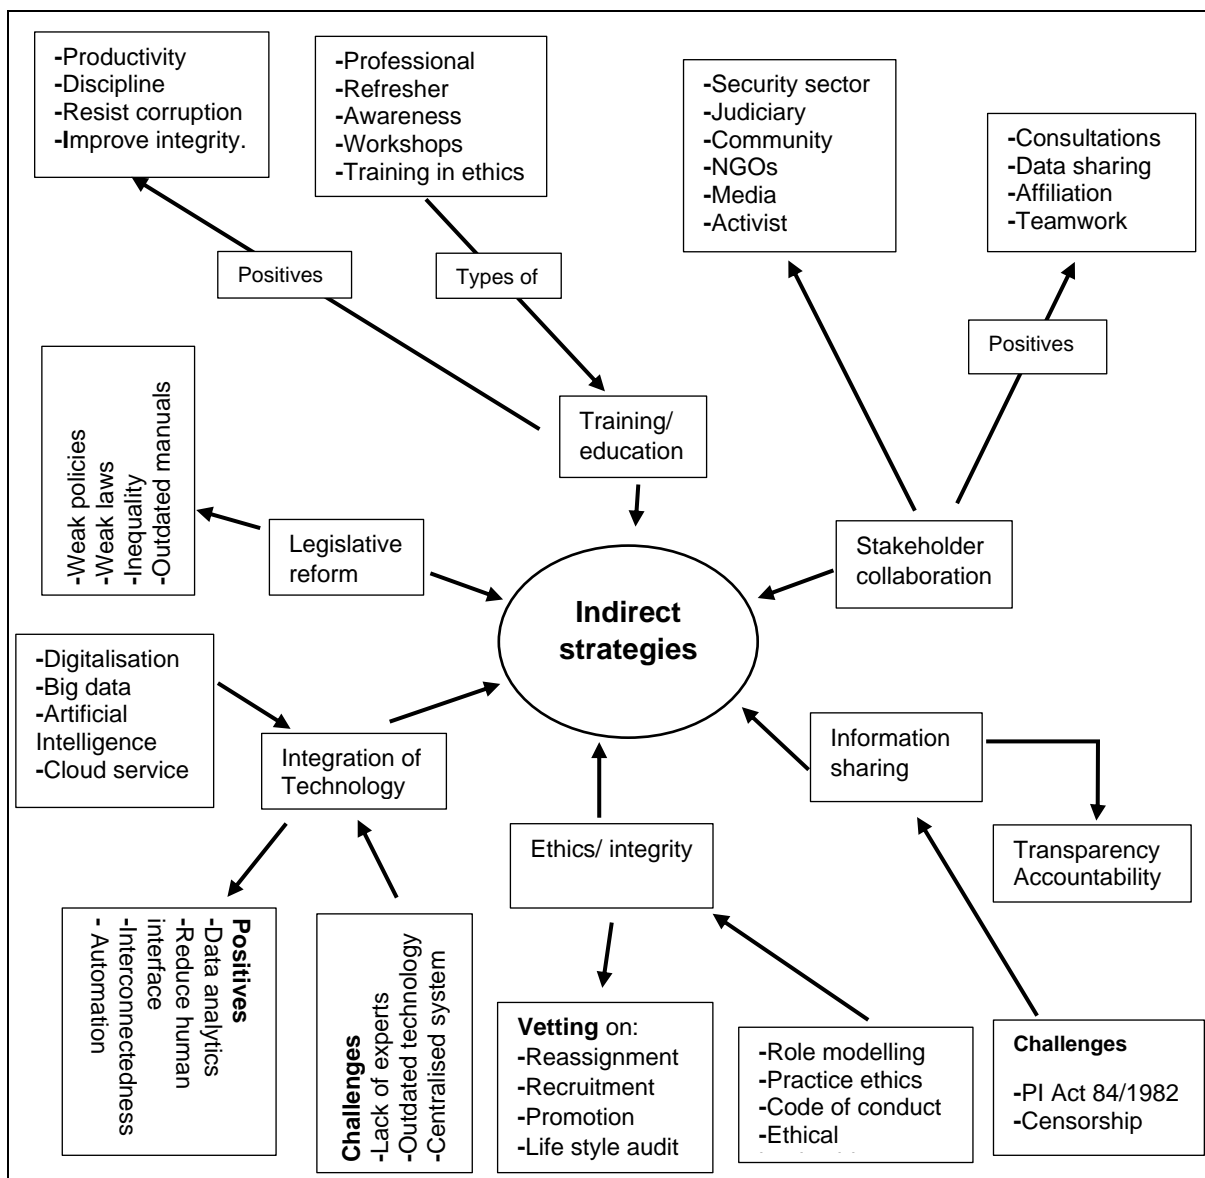 -Productivity
-Discipline
-Resist corruption
-Improve integrity.
-Professional
-Refresher
-Awareness
-Workshops
-Training in ethics
-Security sector
-Judiciary
-Community
-NGOs
-Media
-Activist
-Consultations
-Data sharing
-Affiliation
-Teamwork
Positives
Types of
Positives
Training/
education
-Weak policies
-Weak laws
-Inequality
-Outdated manuals
Legislative
reform
Stakeholder
collaboration
Indirect
strategies
-Digitalisation
-Big data
-Artificial
Intelligence
-Cloud service
Integration of
Technology
Information
sharing
Ethics/ integrity
Transparency
Accountability
Positives
-Data analytics
-Reduce human
interface
-Interconnectedness
- Automation
Challenges
-Lack of experts
-Outdated technology
-Centralised system
Vetting on:
-Reassignment
-Recruitment
-Promotion
-Life style audit
-Role modelling
-Practice ethics
-Code of conduct
-Ethical
Challenges
-PI Act 84/1982
-Censorship